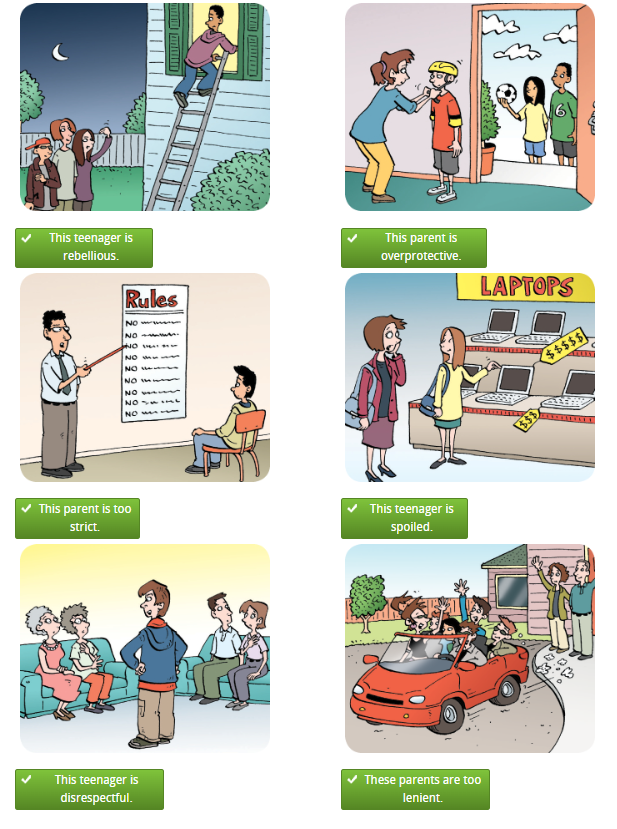 6
This teenager is
rebellious.
This parent is
overprotective.
Rules
NO
NO
NO
NO
NO
NO
NO
NO
NO
LAPTOPS
$$$$$
$$$
This parent is too
strict.
This teenager is
spoiled.
This teenager is
disrespectful.
These parents are too
lenient.